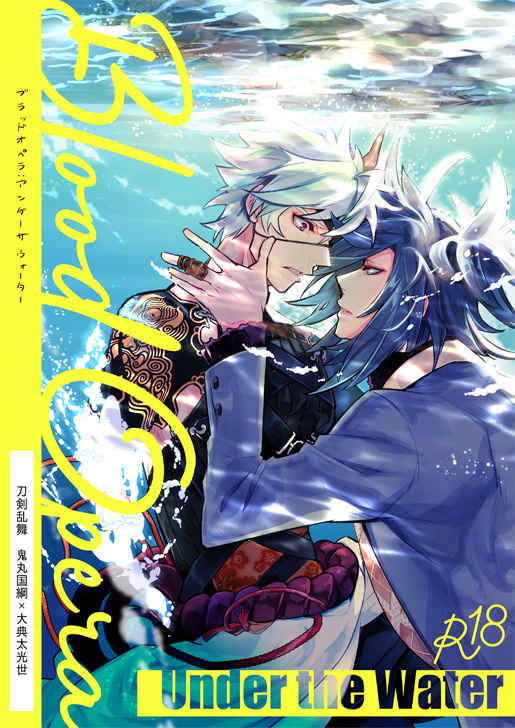 Blood Opera
ブラッドオペラ:アンダーザウォーター
刀剣乱舞 鬼丸国綱×大典太光世
R18
Under the Water